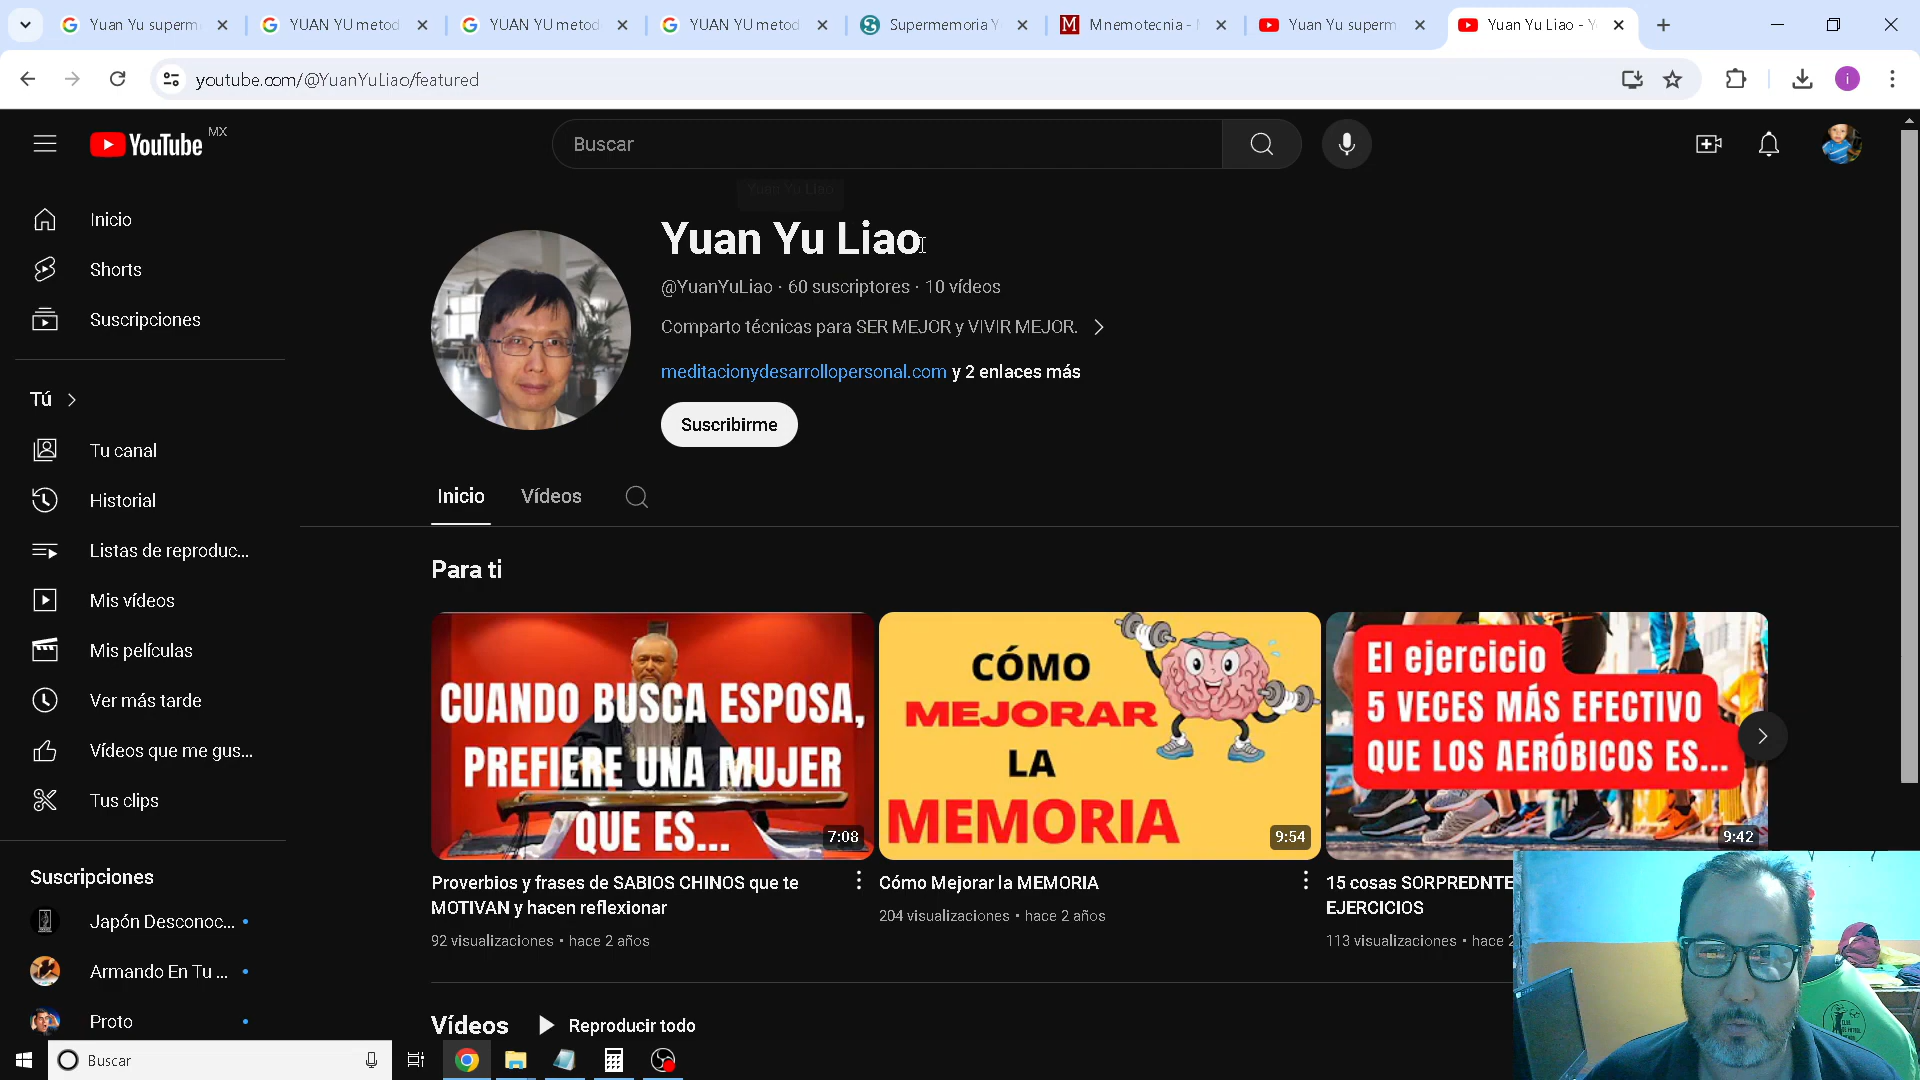 Yuan Yu superm
YUAN YU metod
YUAN YU metod
YUAN YU metod
Supermemoria Y
Mnemotecnia -
Yuan Yu superm
Yuan Yu Liao - Y
youtube.com/@YuanYuLiao/featured
i
YouTube MX
Buscar
Yuan Yu Liao
Inicio
Shorts
Suscripciones
Tú
Tu canal
Historial
Listas de reproduc...
Mis vídeos
Mis películas
Ver más tarde
Vídeos que me gus...
Tus clips
Suscripciones
Japón Desconoc...
Armando En Tu ...
Proto
Yuan Yu Liao
@YuanYuLiao · 60 suscriptores · 10 vídeos
Comparto técnicas para SER MEJOR y VIVIR MEJOR.
meditacionydesarrollopersonal.com y 2 enlaces más
Suscribirme
Inicio
Vídeos
Para ti
CUANDO BUSCA ESPOSA,
PREFIERE UNA MUJER
QUE ES...
7:08
Proverbios y frases de SABIOS CHINOS que te
MOTIVAN y hacen reflexionar
92 visualizaciones • hace 2 años
CÓMO
MEJORAR
LA
MEMORIA
9:54
Cómo Mejorar la MEMORIA
204 visualizaciones • hace 2 años
El ejercicio
5 VECES MÁS EFECTIVO
QUE LOS AERÓBICOS ES...
9:42
15 cosas SORPREDNTE
EJERCICIOS
113 visualizaciones • hace 2
Vídeos
Reproducir todo
Buscar